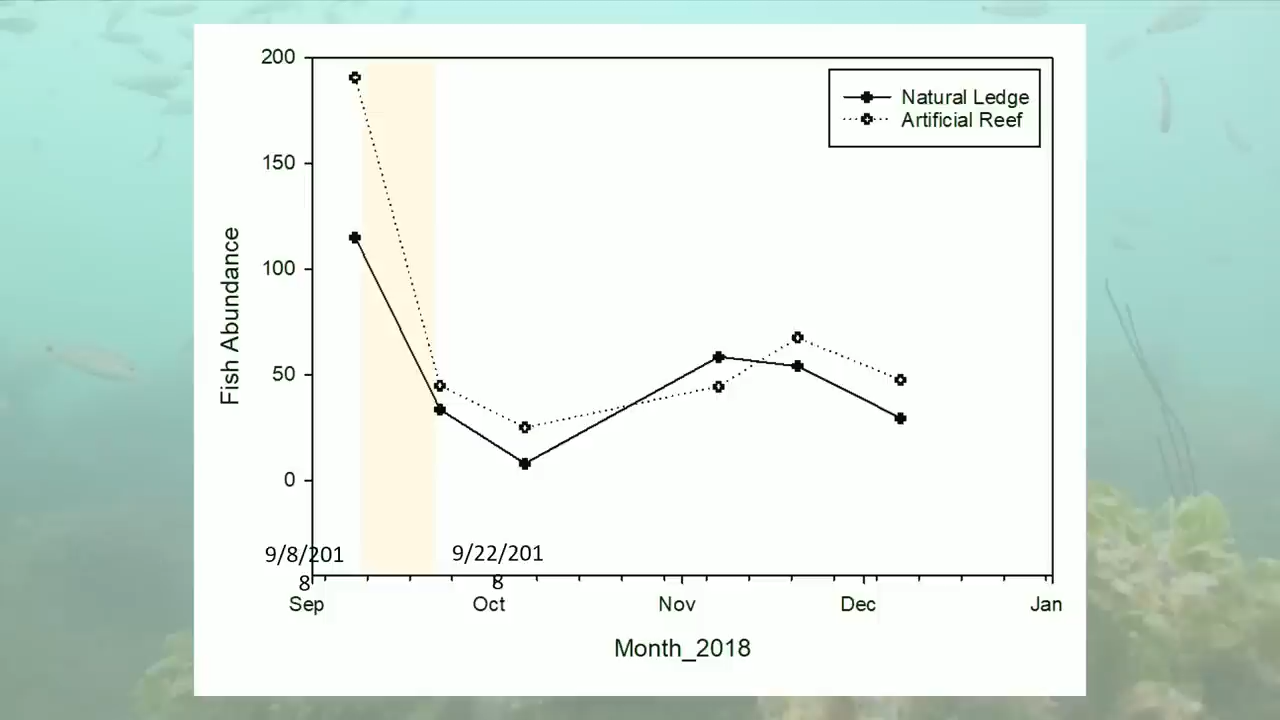 200
150
100
50
0
Fish Abundance
Natural Ledge
Artificial Reef
9/8/201
8
9/22/201
8
Sep
Oct
Nov
Dec
Jan
Month_2018